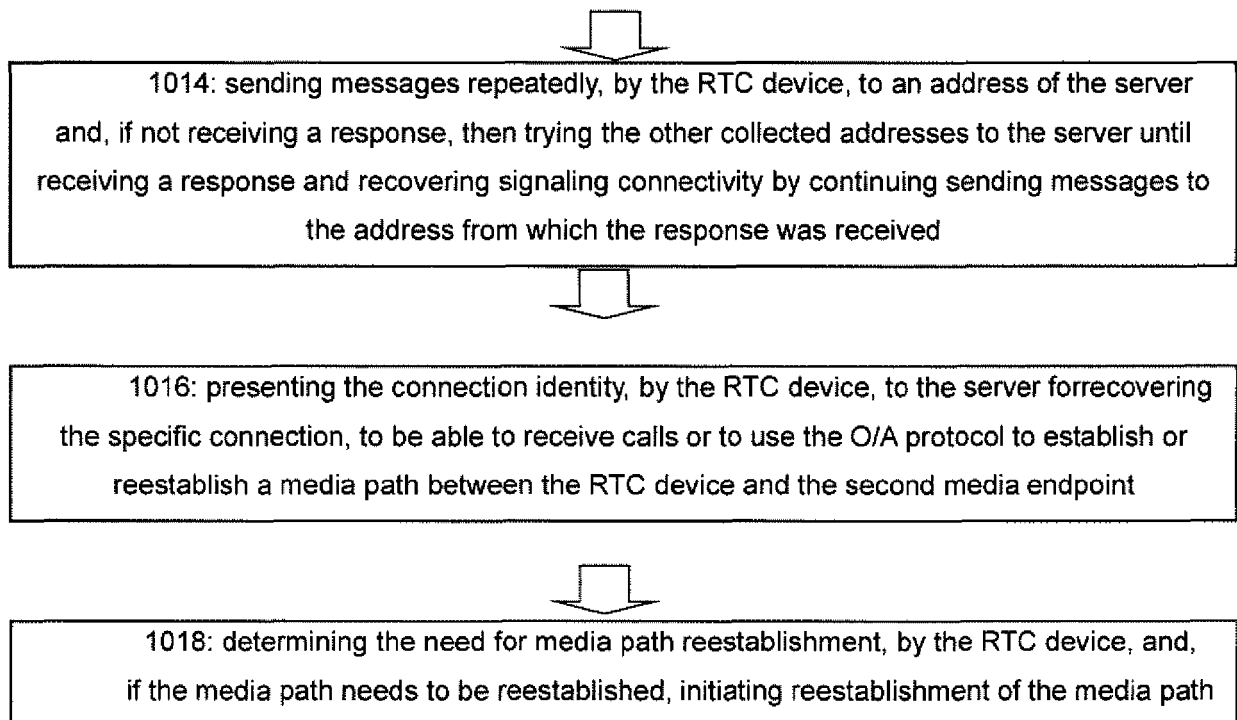 1014: sending messages repeatedly, by the RTC device, to an address of the server
and, if not receiving a response, then trying the other collected addresses to the server until
receiving a response and recovering signaling connectivity by continuing sending messages to
the address from which the response was received
1016: presenting the connection identity, by the RTC device, to the server forrecovering
the specific connection, to be able to receive calls or to use the O/A protocol to establish or
reestablish a media path between the RTC device and the second media endpoint
1018: determining the need for media path reestablishment, by the RTC device, and,
if the media path needs to be reestablished, initiating reestablishment of the media path